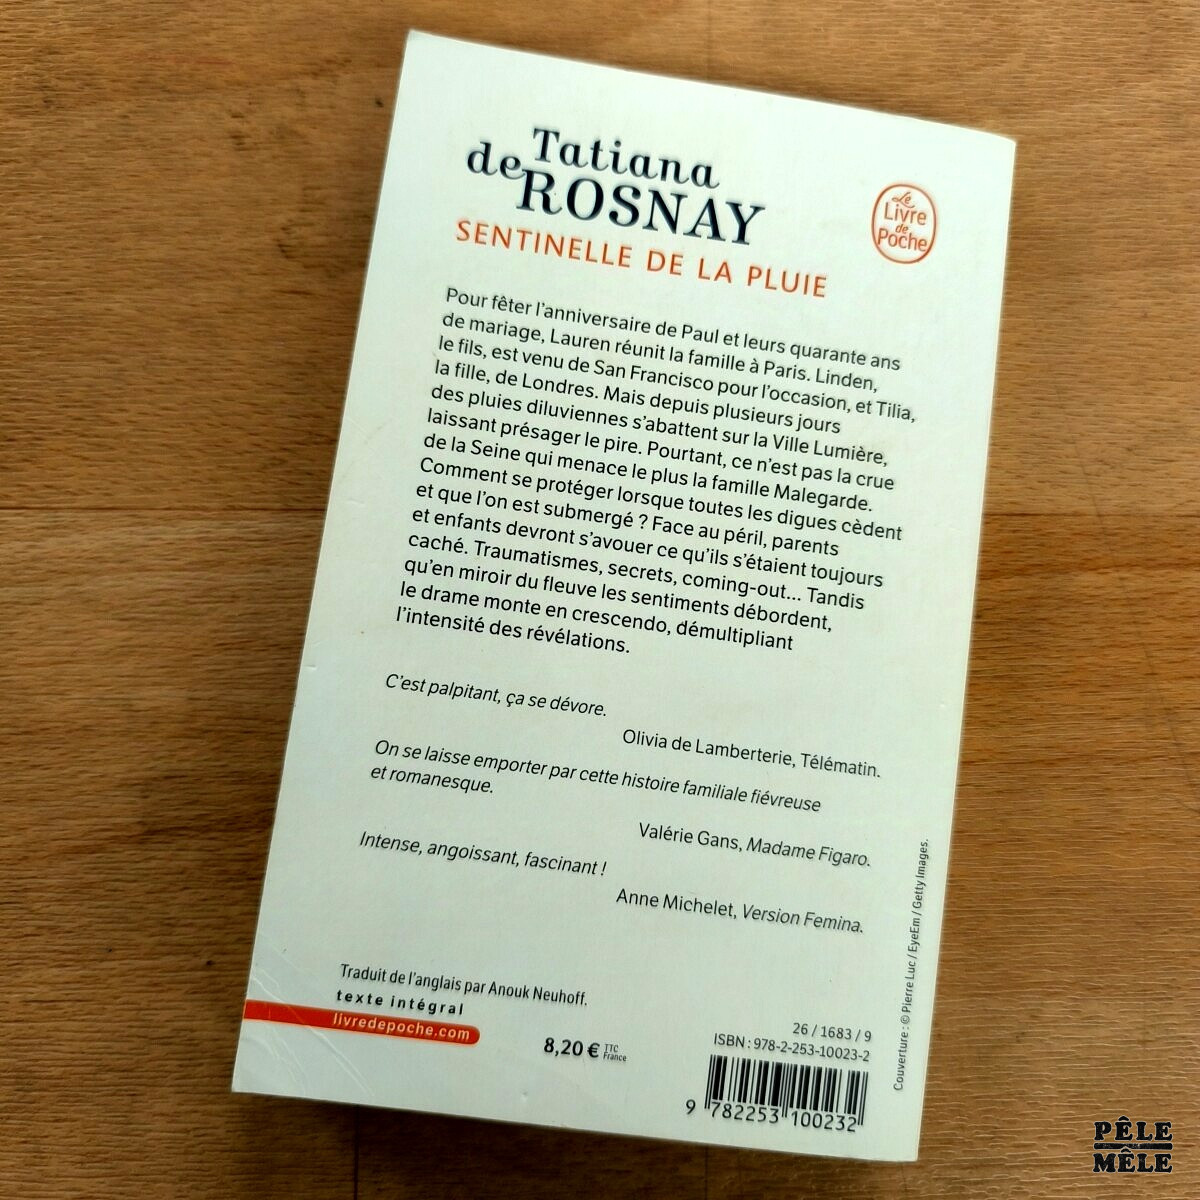 Tatiana
de ROSNAY
SENTINELLE DE LA PLUIE
Le
Livre
de
Poche
Pour fêter l'anniversaire de Paul et leurs quarante ans
de mariage, Lauren réunit la famille à Paris. Linden,
le fils, est venu de San Francisco pour l'occasion, et Tilia,
la fille, de Londres. Mais depuis plusieurs jours
des pluies diluviennes s'abattent sur la Ville Lumière,
laissant présager le pire. Pourtant, ce n'est pas la crue
de la Seine qui menace le plus la famille Malegarde.
Comment se protéger lorsque toutes les digues cèdent
et que l'on est submergé ? Face au péril, parents
et enfants devront s'avouer ce qu'ils s'étaient toujours
caché. Traumatismes, secrets, coming-out... Tandis
qu'en miroir du fleuve les sentiments débordent,
le drame monte en crescendo, démultipliant
l'intensité des révélations.
C'est palpitant, ça se dévore.
Olivia de Lamberterie, Télématin.
On se laisse emporter par cette histoire familiale fiévreuse
et romanesque.
Valérie Gans, Madame Figaro.
Intense, angoissant, fascinant !
Anne Michelet, Version Femina.
Traduit de l'anglais par Anouk Neuhoff.
texte intégral
livredepoche.com
8,20 € TTC
France
26 / 1683 / 9
ISBN : 978-2-253-10023-2
9 782253 100232
Couverture : © Pierre Luc / EyeEm / Getty Images.
PÊLE
MÊLE